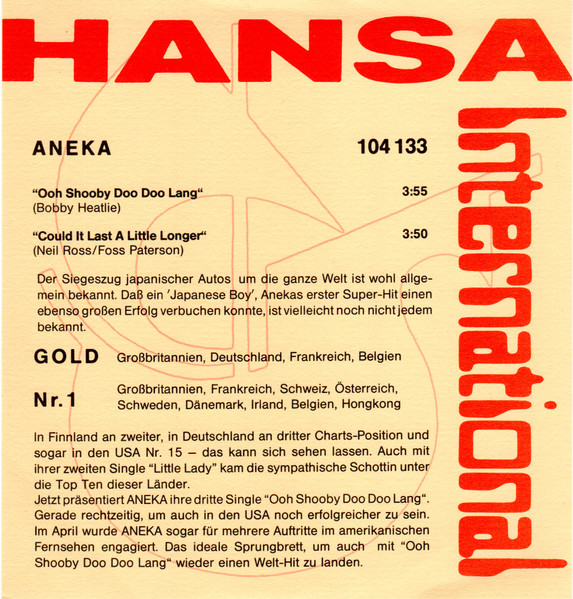 HANSA
International
ANEKA 104 133
“Ooh Shooby Doo Doo Lang“ 3:55
(Bobby Heatlie)
“Could It Last A Little Longer“ 3:50
(Neil Ross/Foss Paterson)
Der Siegeszug japanischer Autos um die ganze Welt ist wohl allge-
mein bekannt. Daß ein ’Japanese Boy’, Anekas erster Super-Hit einen
ebenso großen Erfolg verbuchen konnte, ist vielleicht noch nicht jedem
bekannt.
GOLD Großbritannien, Deutschland, Frankreich, Belgien
Nr. 1 Großbritannien, Frankreich, Schweiz, Österreich,
Schweden, Dänemark, Irland, Belgien, Hongkong
In Finnland an zweiter, in Deutschland an dritter Charts-Position und
sogar in den USA Nr. 15 – das kann sich sehen lassen. Auch mit
ihrer zweiten Single “Little Lady“ kam die sympathische Schottin unter
die Top Ten dieser Länder.
Jetzt präsentiert ANEKA ihre dritte Single “Ooh Shooby Doo Doo Lang“.
Gerade rechtzeitig, um auch in den USA noch erfolgreicher zu sein.
Im April wurde ANEKA sogar für mehrere Auftritte im amerikanischen
Fernsehen engagiert. Das ideale Sprungbrett, um auch mit “Ooh
Shooby Doo Doo Lang“ wieder einen Welt-Hit zu landen.